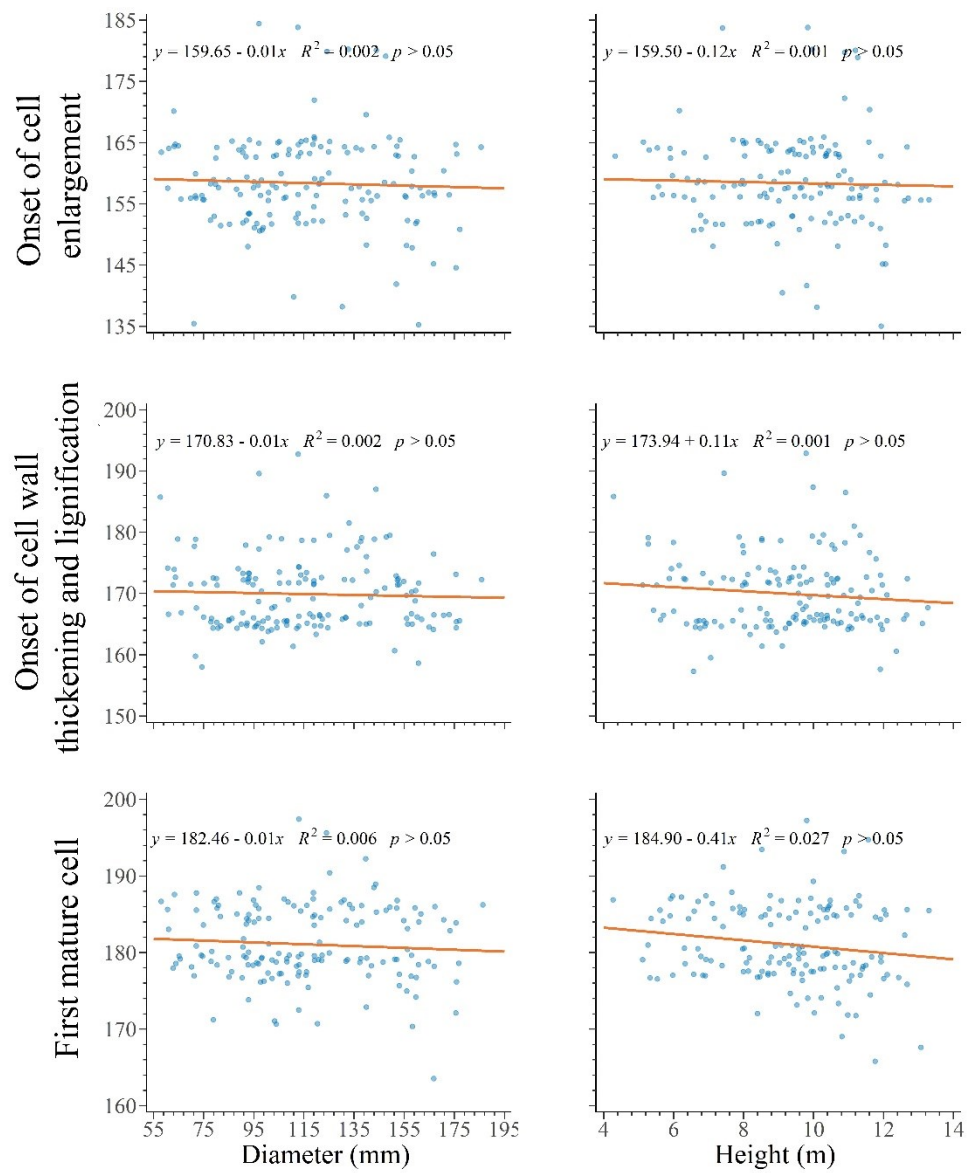 Onset of cell
enlargement
185
175
165
155
145
135
y = 159.65 - 0.01x R² = 0.002 p > 0.05
y = 159.50 - 0.12x R² = 0.001 p > 0.05
Onset of cell wall
thickening and lignification
200
190
180
170
160
150
y = 170.83 - 0.01x R² = 0.002 p > 0.05
y = 173.94 + 0.11x R² = 0.001 p > 0.05
First mature cell
200
190
180
170
160
y = 182.46 - 0.01x R² = 0.006 p > 0.05
y = 184.90 - 0.41x R² = 0.027 p > 0.05
55 75 95 115 135 155 175 195
Diameter (mm)
4 6 8 10 12 14
Height (m)